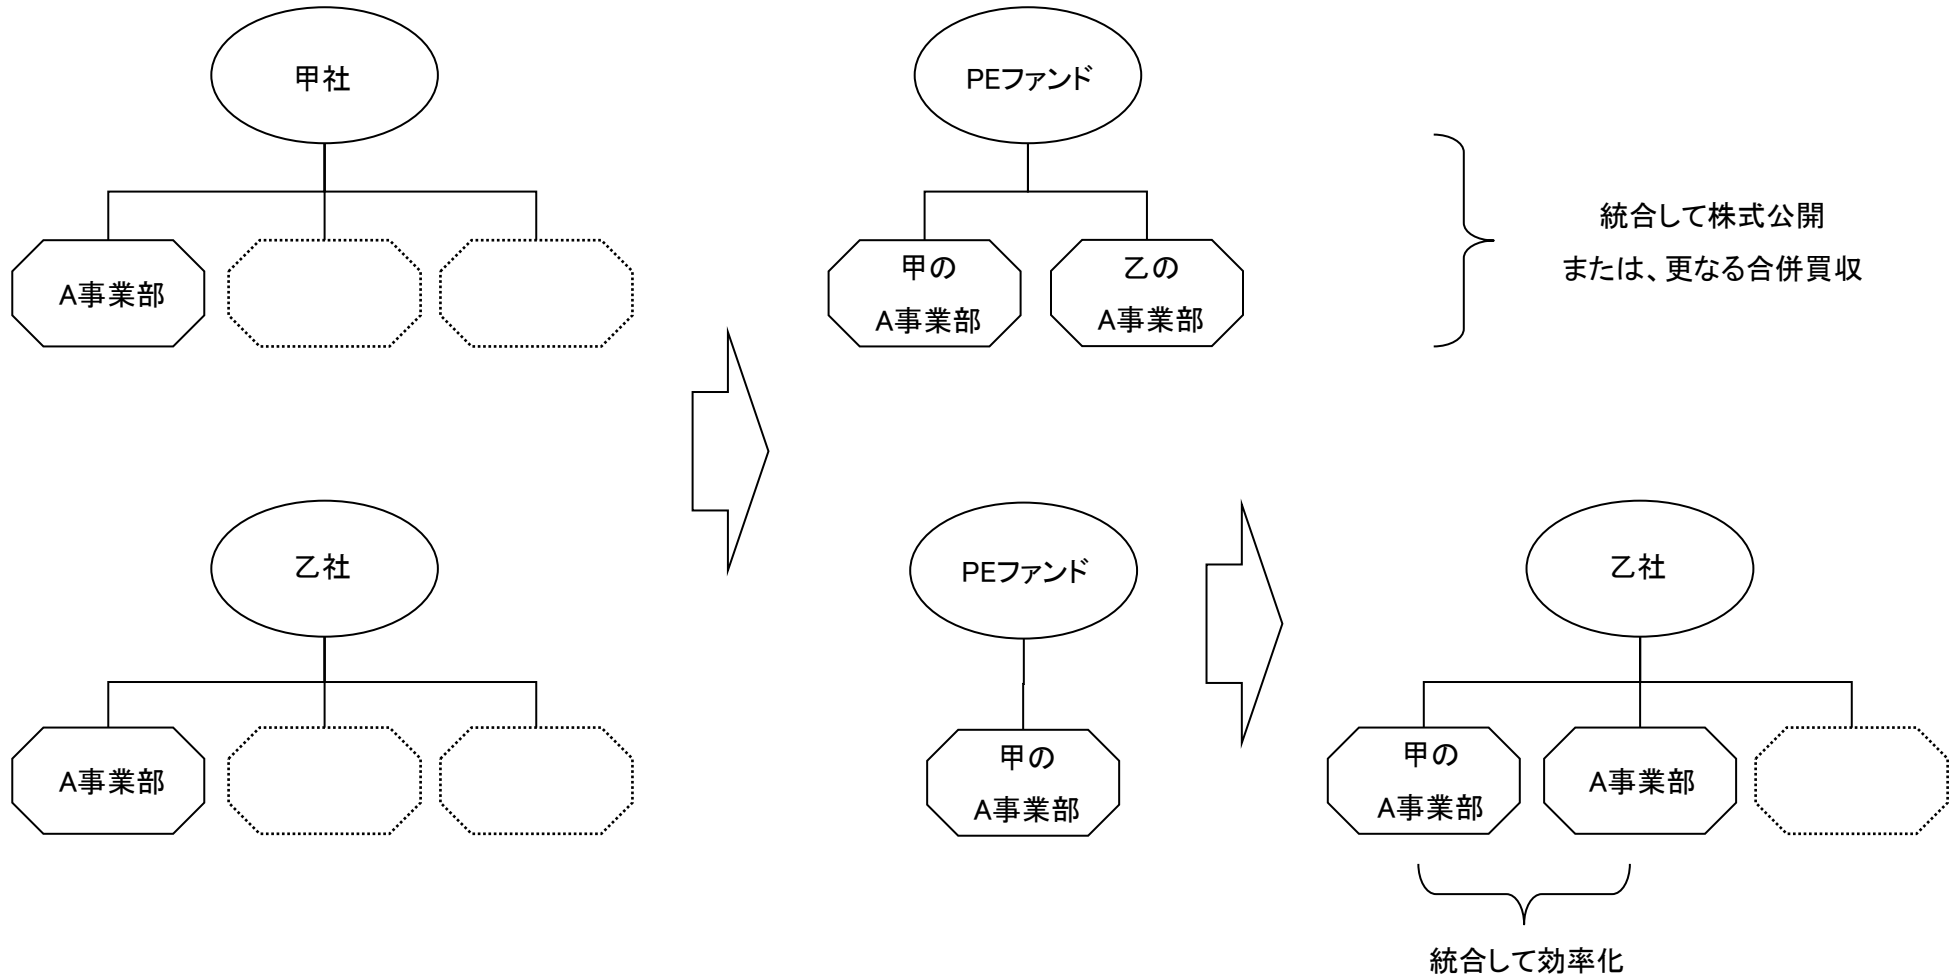 甲社
A事業部
PEファンド
甲の
A事業部
乙の
A事業部
統合して株式公開
または、更なる合併買収
乙社
A事業部
PEファンド
甲の
A事業部
乙社
甲の
A事業部
A事業部
統合して効率化